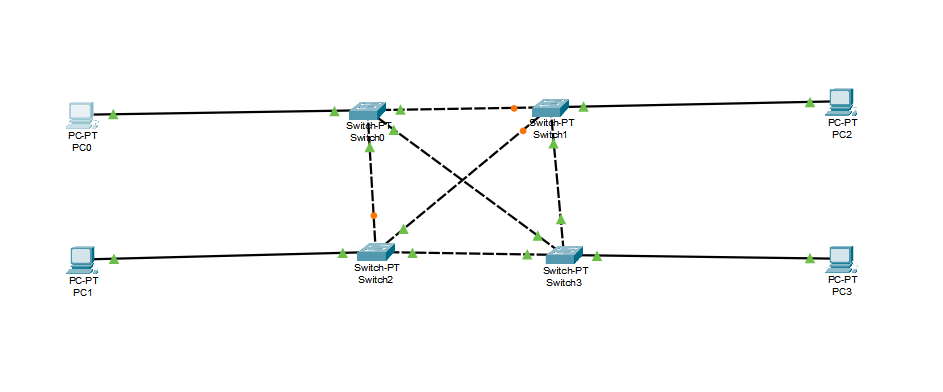 PC-PT
PC0
Switch-PT
Switch0
Switch-PT
Switch1
PC-PT
PC2
PC-PT
PC1
Switch-PT
Switch2
Switch-PT
Switch3
PC-PT
PC3